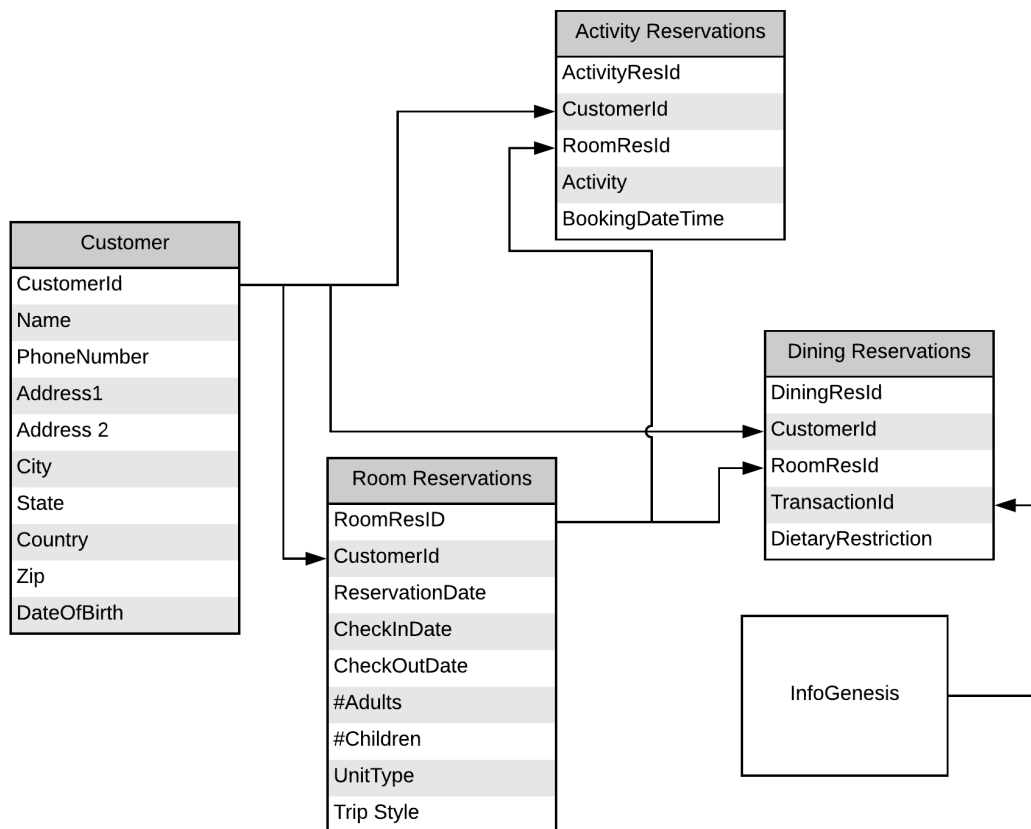 Activity Reservations
ActivityResId
CustomerId
RoomResId
Activity
BookingDateTime
Customer
CustomerId
Name
PhoneNumber
Address1
Address 2
City
State
Country
Zip
DateOfBirth
Dining Reservations
DiningResId
CustomerId
RoomResId
TransactionId
DietaryRestriction
Room Reservations
RoomResID
CustomerId
ReservationDate
CheckInDate
CheckOutDate
#Adults
#Children
UnitType
Trip Style
InfoGenesis